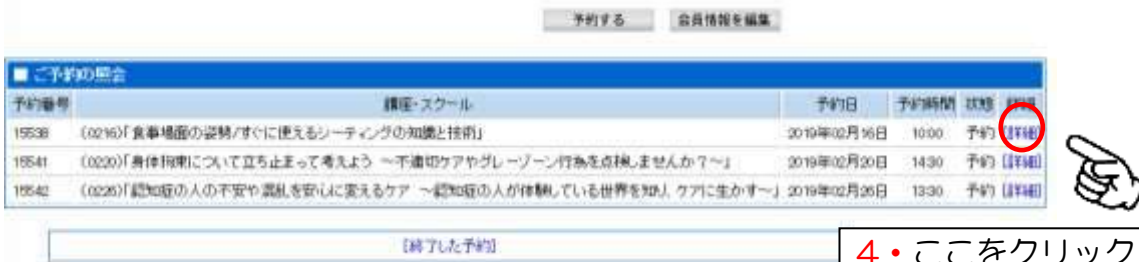 予約する 会員情報を編集
■ ご予約の照会
予約番号 講座・スクール 予約日 予約時間 状態 詳細
15538 (0216)「食事場面の姿勢/すぐに使えるシーティングの知識と技術」 2019年02月16日 10:00 予約 [詳細]
15541 (0220)「身体拘束について立ち止まって考えよう ～不適切ケアやグレーゾーン行為を点検しませんか？～」 2019年02月20日 14:30 予約 [詳細]
15542 (0226)「認知症の人の不安や混乱を安心に変えるケア ～認知症の人が体験している世界を知り、ケアに生かす～」 2019年02月26日 13:30 予約 [詳細]
[終了した予約]
4・ここをクリック